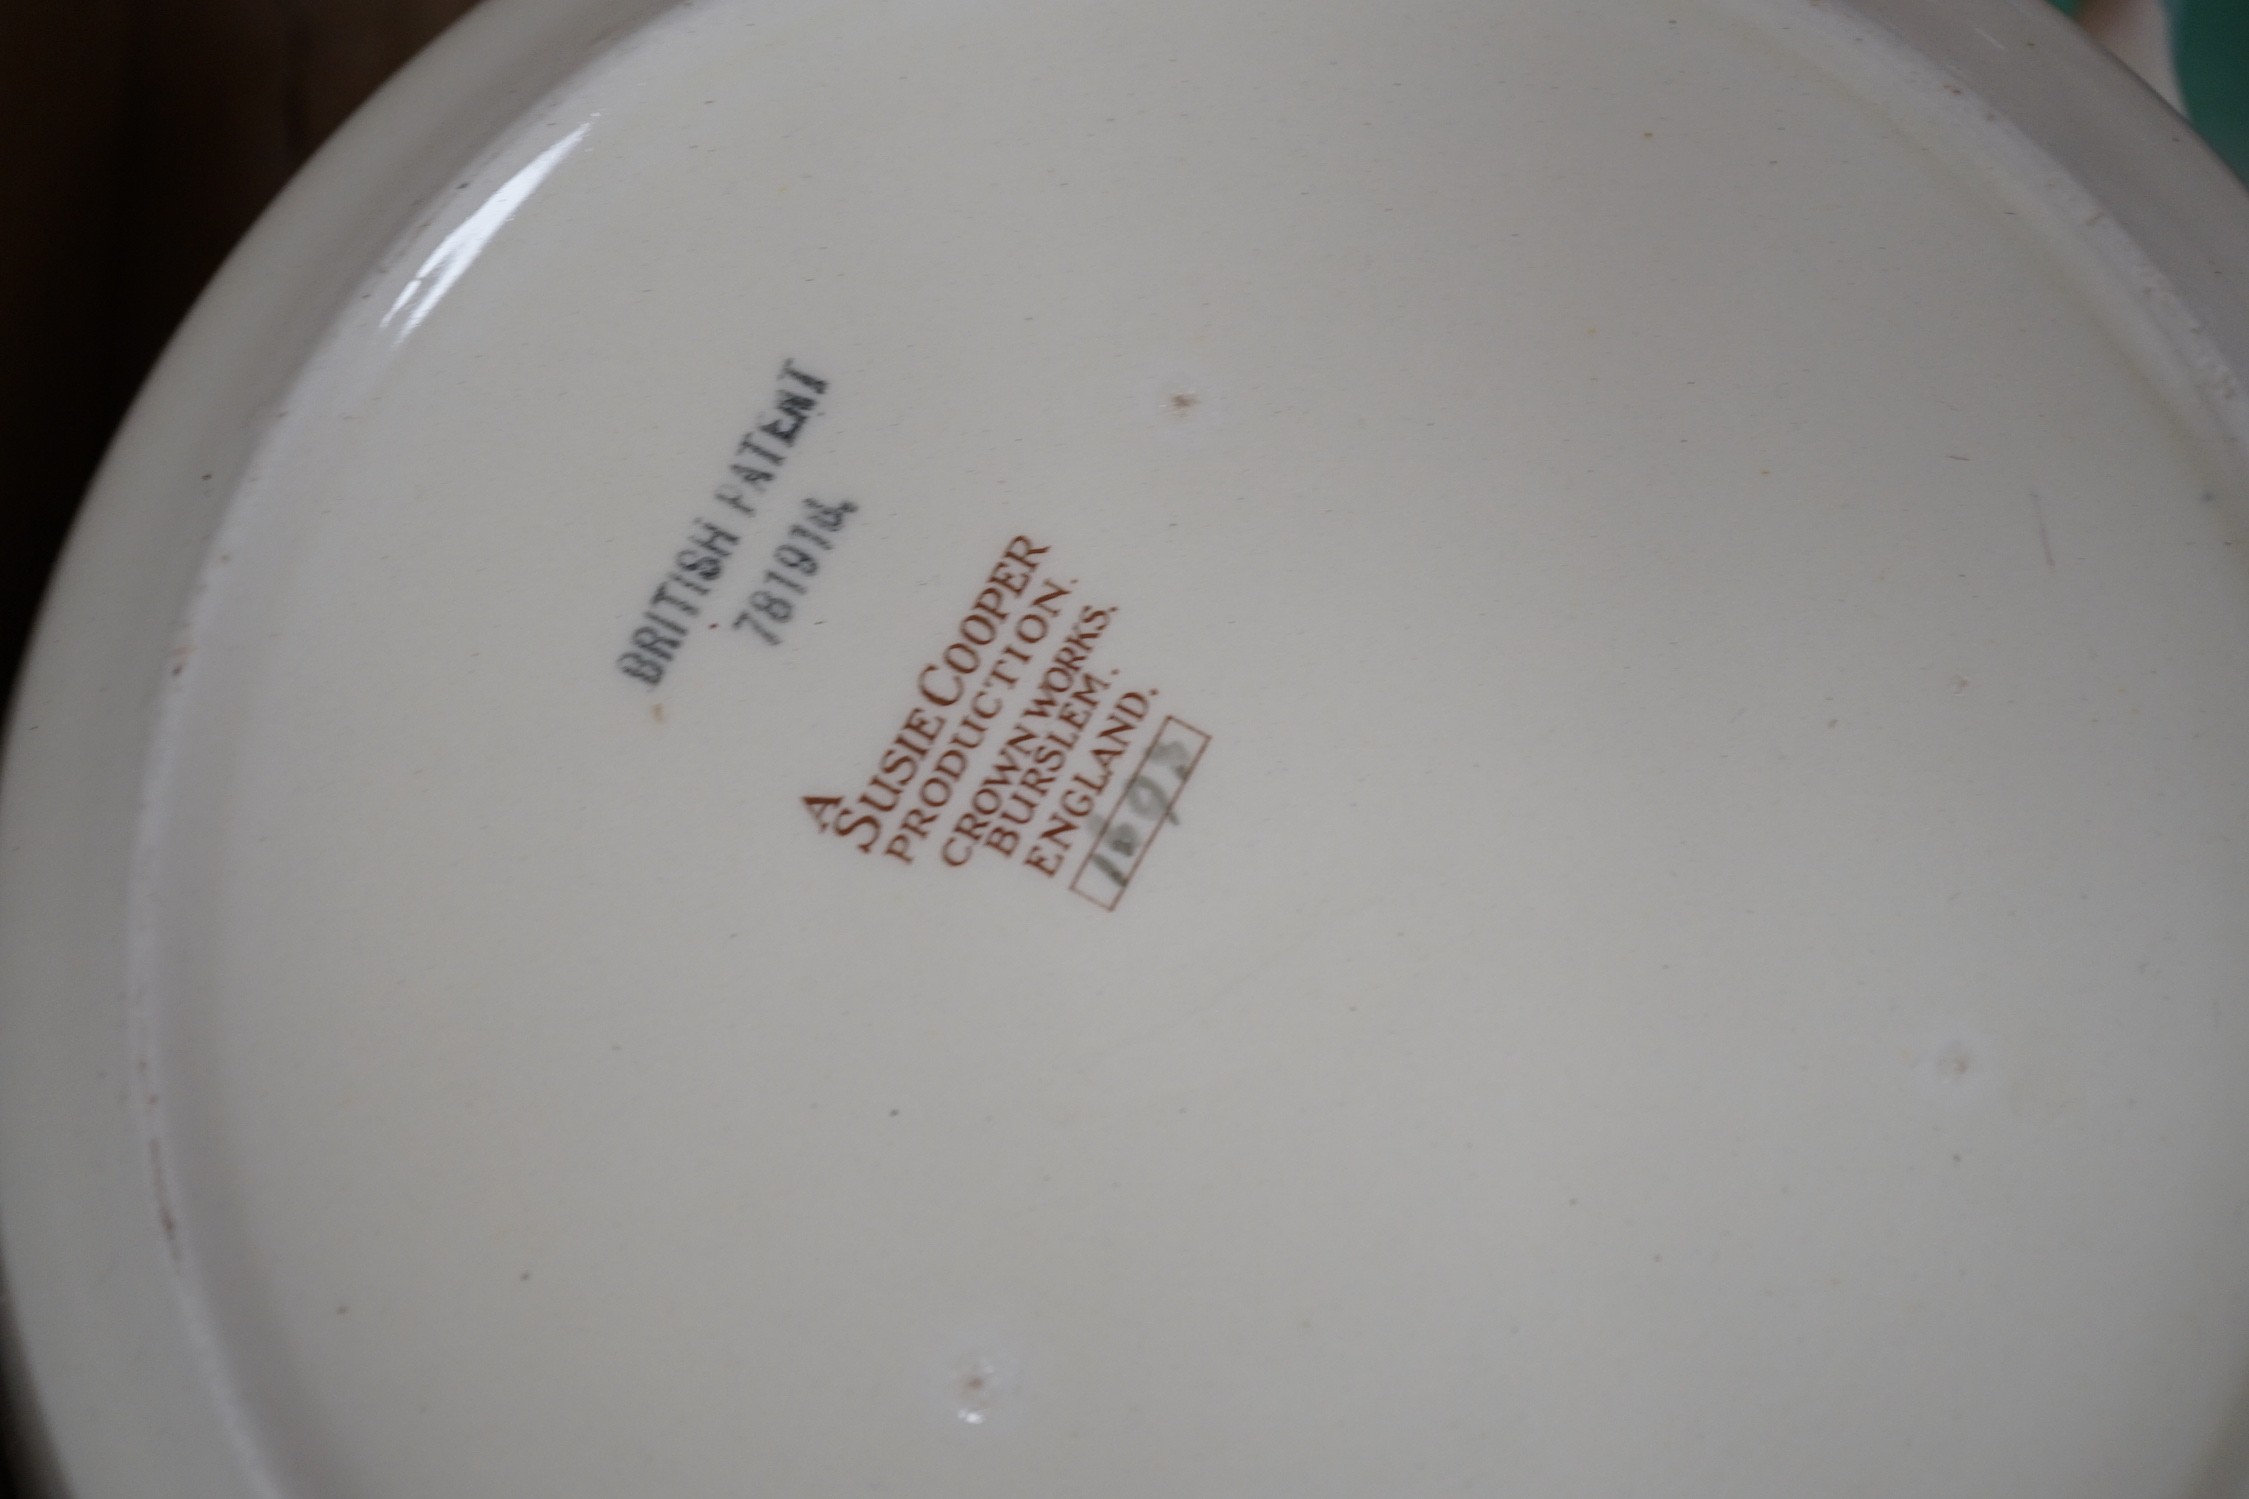 BRITISH PATENT
781914
A
SUSIE COOPER
PRODUCTION.
CROWN WORKS.
BURSLEM.
ENGLAND.